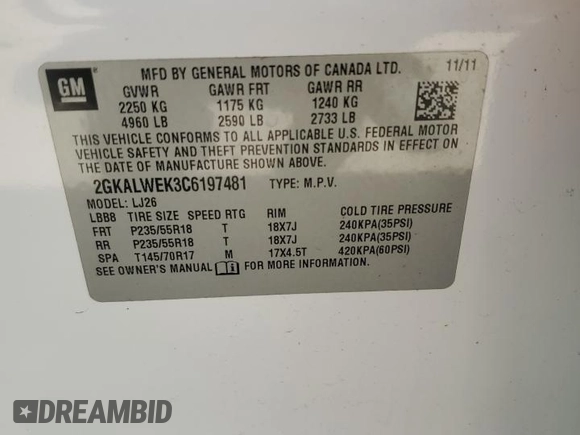 GM
MFD BY GENERAL MOTORS OF CANADA LTD. 11/11
GVWR GAWR FRT GAWR RR
2250 KG 1175 KG 1240 KG
4960 LB 2590 LB 2733 LB
THIS VEHICLE CONFORMS TO ALL APPLICABLE U.S. FEDERAL MOTOR
VEHICLE SAFETY AND THEFT PREVENTION STANDARDS IN EFFECT ON
THE DATE OF MANUFACTURE SHOWN ABOVE.
2GKALWEK3C6197481 TYPE: M.P.V.
MODEL: LJ26
LBB8 TIRE SIZE SPEED RTG RIM COLD TIRE PRESSURE
FRT P235/55R18 T 18X7J 240KPA(35PSI)
RR P235/55R18 T 18X7J 240KPA(35PSI)
SPA T145/70R17 M 17X4.5T 420KPA(60PSI)
SEE OWNER'S MANUAL FOR MORE INFORMATION.
DREAMBID